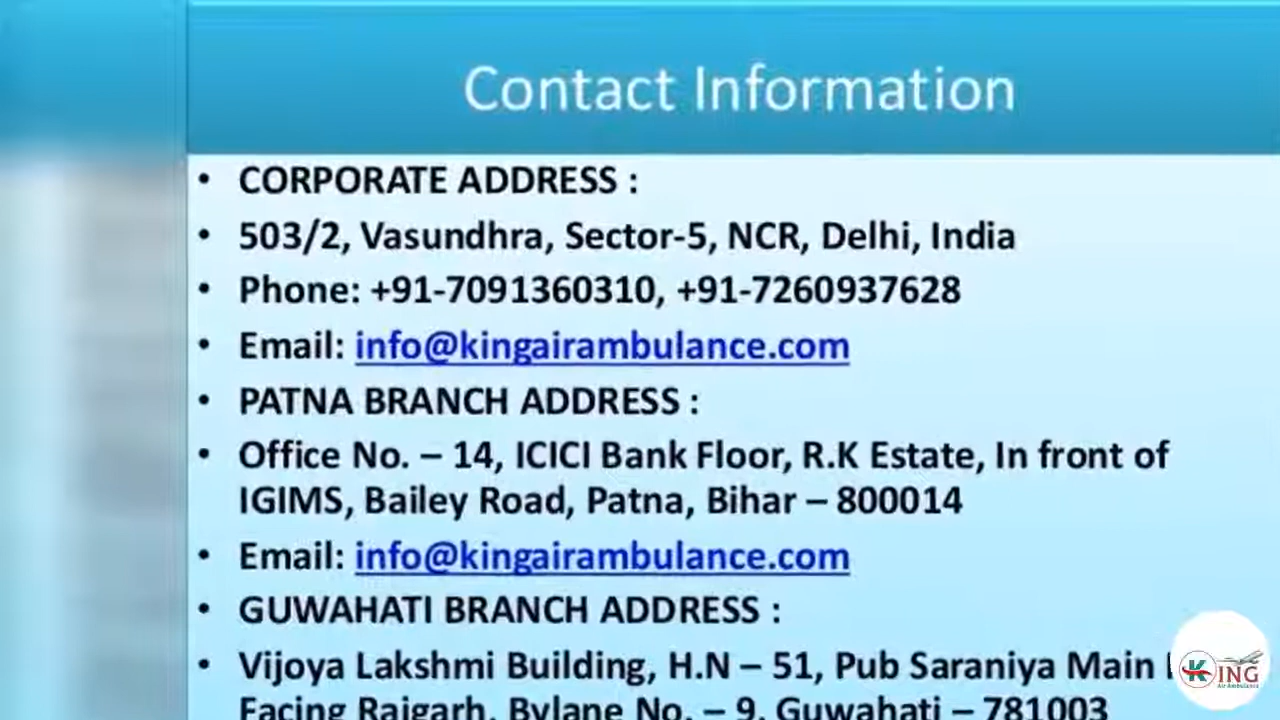 Contact Information
• CORPORATE ADDRESS :
• 503/2, Vasundhra, Sector-5, NCR, Delhi, India
• Phone: +91-7091360310, +91-7260937628
• Email: info@kingairambulance.com
• PATNA BRANCH ADDRESS :
• Office No. – 14, ICICI Bank Floor, R.K Estate, In front of
IGIMS, Bailey Road, Patna, Bihar – 800014
• Email: info@kingairambulance.com
• GUWAHATI BRANCH ADDRESS :
• Vijoya Lakshmi Building, H.N – 51, Pub Saraniya Main
Facing Rajgarh, Bylane No. – 9, Guwahati – 781003
KING
Air Ambulance